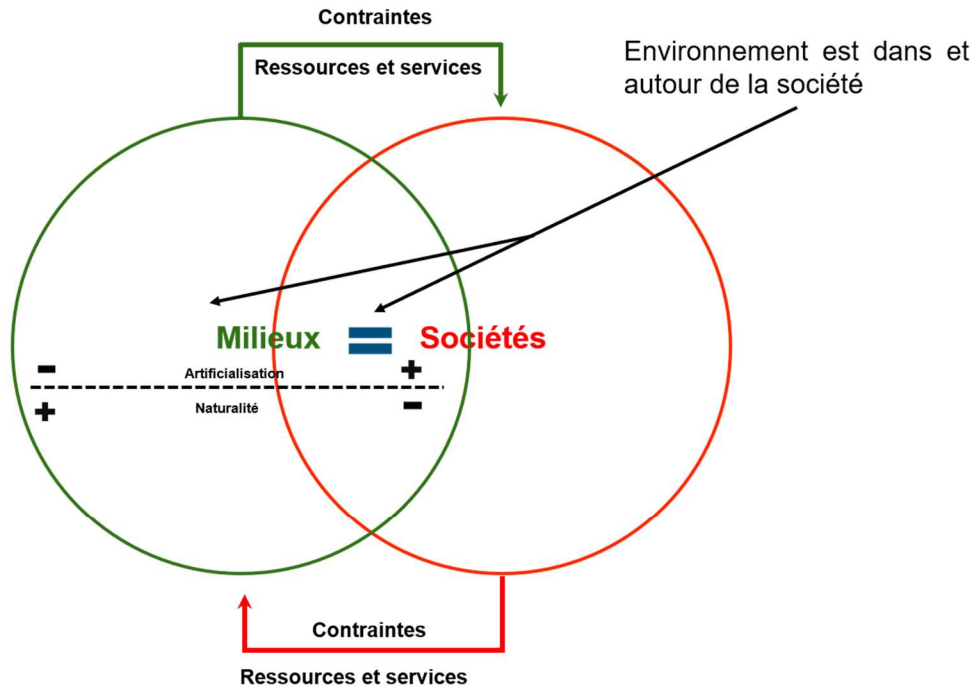 Contraintes
Ressources et services
Environnement est dans et
autour de la société
Milieux = Sociétés
- Artificialisation +
+ Naturalité -
Contraintes
Ressources et services